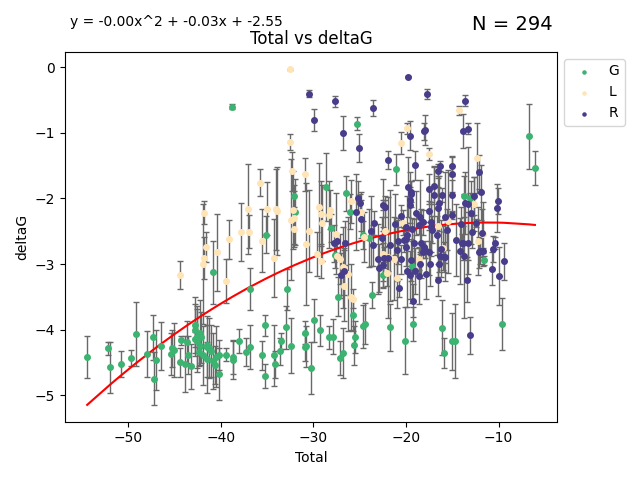 y = -0.00x^2 + -0.03x + -2.55
N = 294
Total vs deltaG
G
L
R
0
−1
−2
−3
−4
−5
deltaG
−50
−40
−30
−20
−10
Total